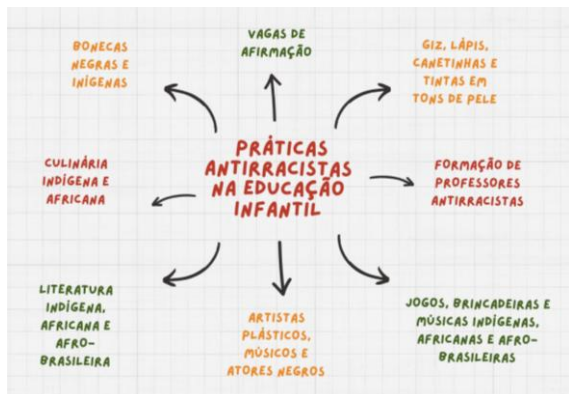 BONECAS
NEGRAS E
INÍGENAS
VAGAS DE
AFIRMAÇÃO
GIZ, LÁPIS,
CANETINHAS E
TINTAS EM
TONS DE PELE
CULINÁRIA
INDÍGENA E
AFRICANA
PRÁTICAS
ANTIRRACISTAS
NA EDUCAÇÃO
INFANTIL
FORMAÇÃO DE
PROFESSORES
ANTIRRACISTAS
LITERATURA
INDÍGENA,
AFRICANA E
AFRO-
BRASILEIRA
ARTISTAS
PLÁSTICOS,
MÚSICOS E
ATORES NEGROS
JOGOS, BRINCADEIRAS E
MÚSICAS INDÍGENAS,
AFRICANAS E AFRO-
BRASILEIRAS